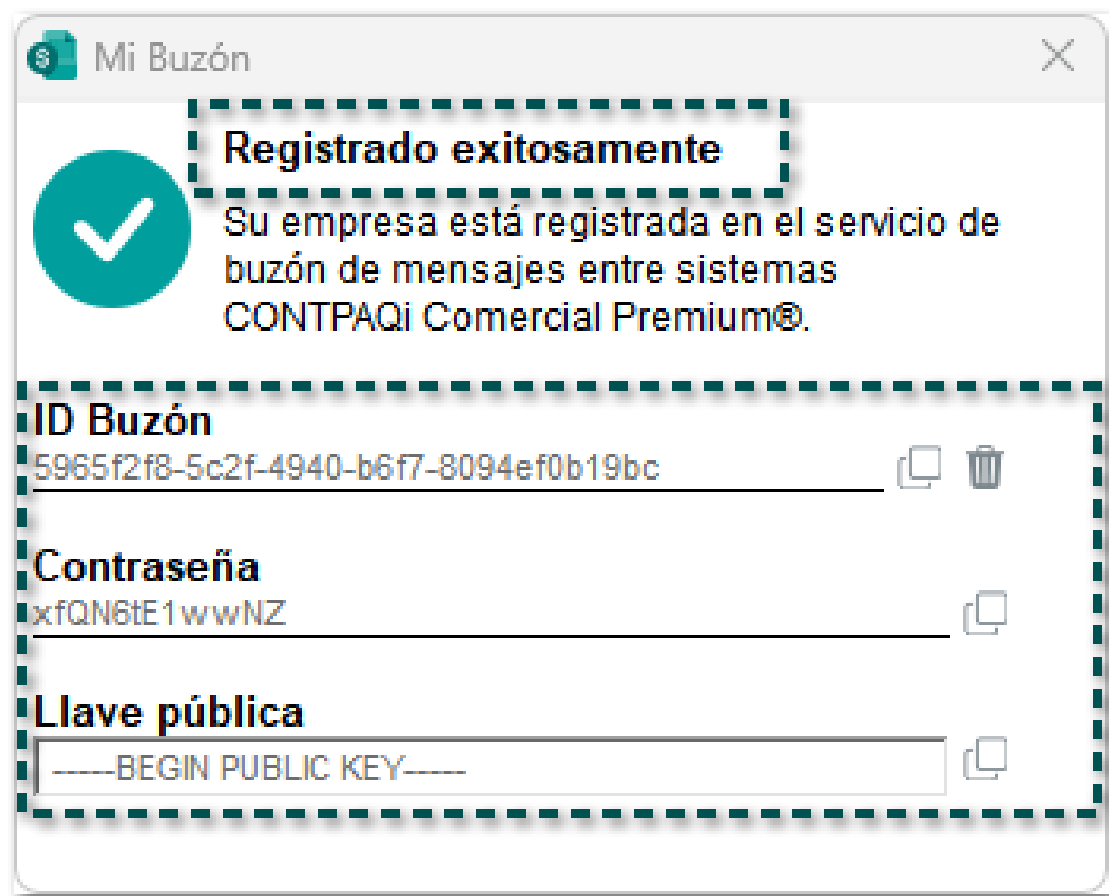 Mi Buzón
Registrado exitosamente
Su empresa está registrada en el servicio de
buzón de mensajes entre sistemas
CONTPAQi Comercial Premium®.
ID Buzón
5965f2f8-5c2f-4940-b6f7-8094ef0b19bc
Contraseña
xfQN6tE1wwNZ
Llave pública
-----BEGIN PUBLIC KEY-----